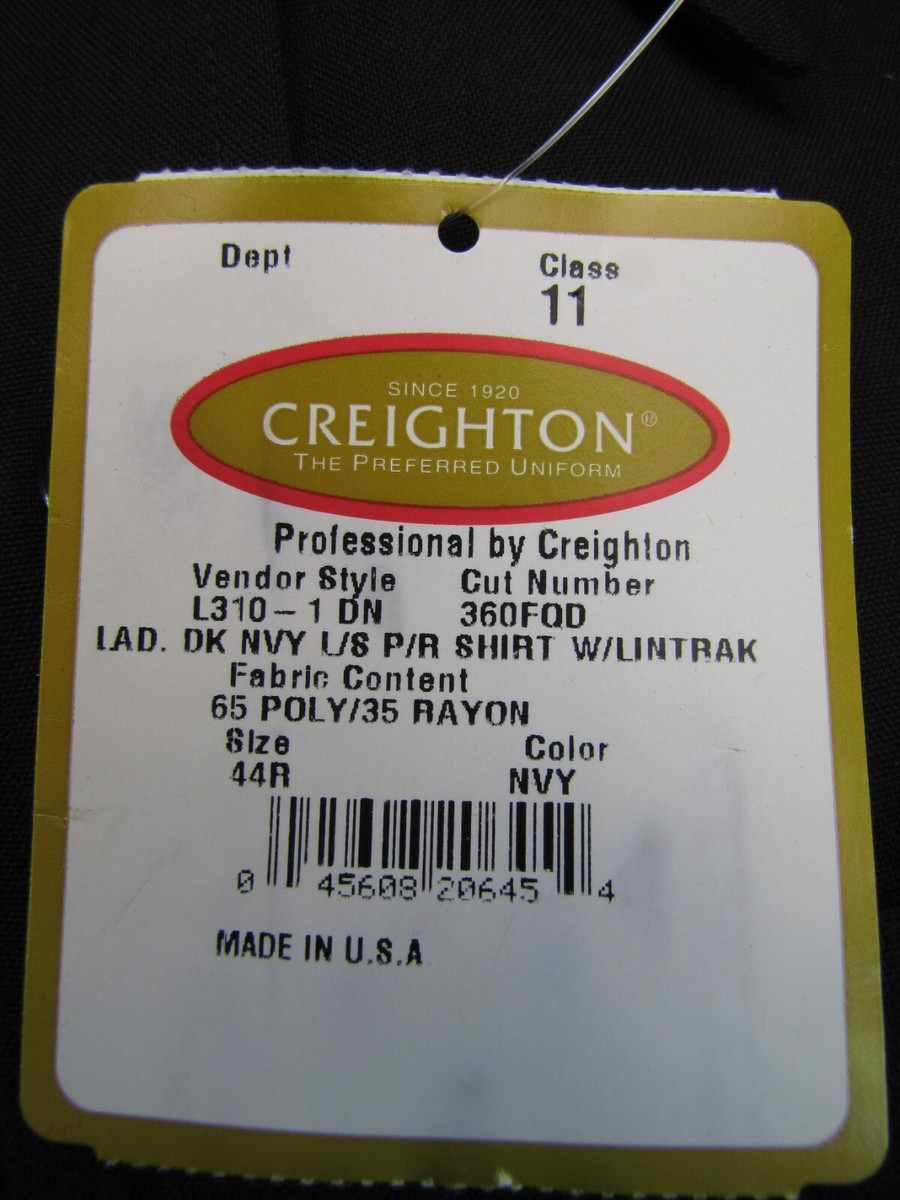 Dept Class
11
SINCE 1920
CREIGHTON®
THE PREFERRED UNIFORM
Professional by Creighton
Vendor Style Cut Number
L310-1 DN 360FQD
LAD. DK NVY L/S P/R SHIRT W/LINTRAK
Fabric Content
65 POLY/35 RAYON
Size Color
44R NVY
0 45608 20645 4
MADE IN U.S.A